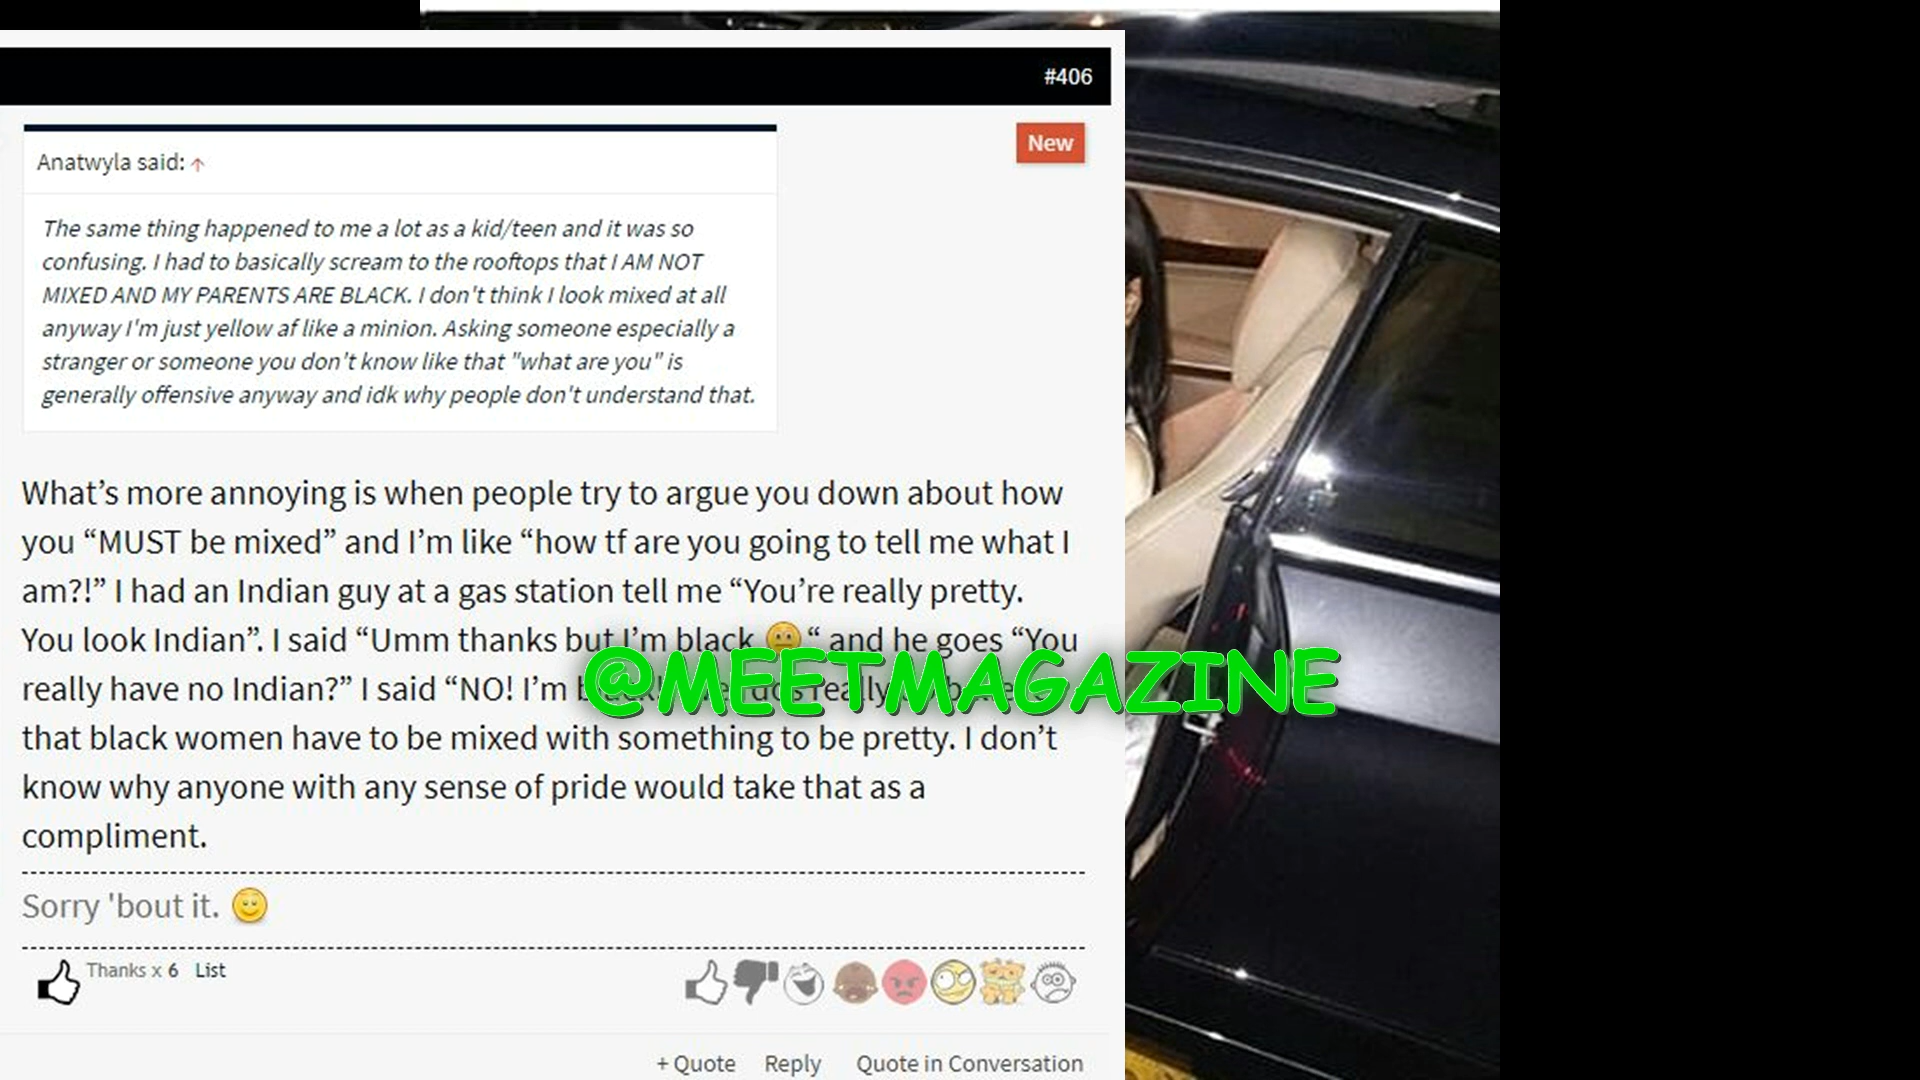 #406
New
Anatwyla said: ↑
The same thing happened to me a lot as a kid/teen and it was so
confusing. I had to basically scream to the rooftops that I AM NOT
MIXED AND MY PARENTS ARE BLACK. I don't think I look mixed at all
anyway I'm just yellow af like a minion. Asking someone especially a
stranger or someone you don't know like that "what are you" is
generally offensive anyway and idk why people don't understand that.
What’s more annoying is when people try to argue you down about how
you “MUST be mixed” and I’m like “how tf are you going to tell me what I
am?!” I had an Indian guy at a gas station tell me “You’re really pretty.
You look Indian”. I said “Umm thanks but I’m black 😐 “ and he goes “You
really have no Indian?” I said “NO! I’m really
@MEETMAGAZINE
that black women have to be mixed with something to be pretty. I don’t
know why anyone with any sense of pride would take that as a
compliment.
Sorry 'bout it. 😊
Thanks x 6 List
+ Quote Reply Quote in Conversation